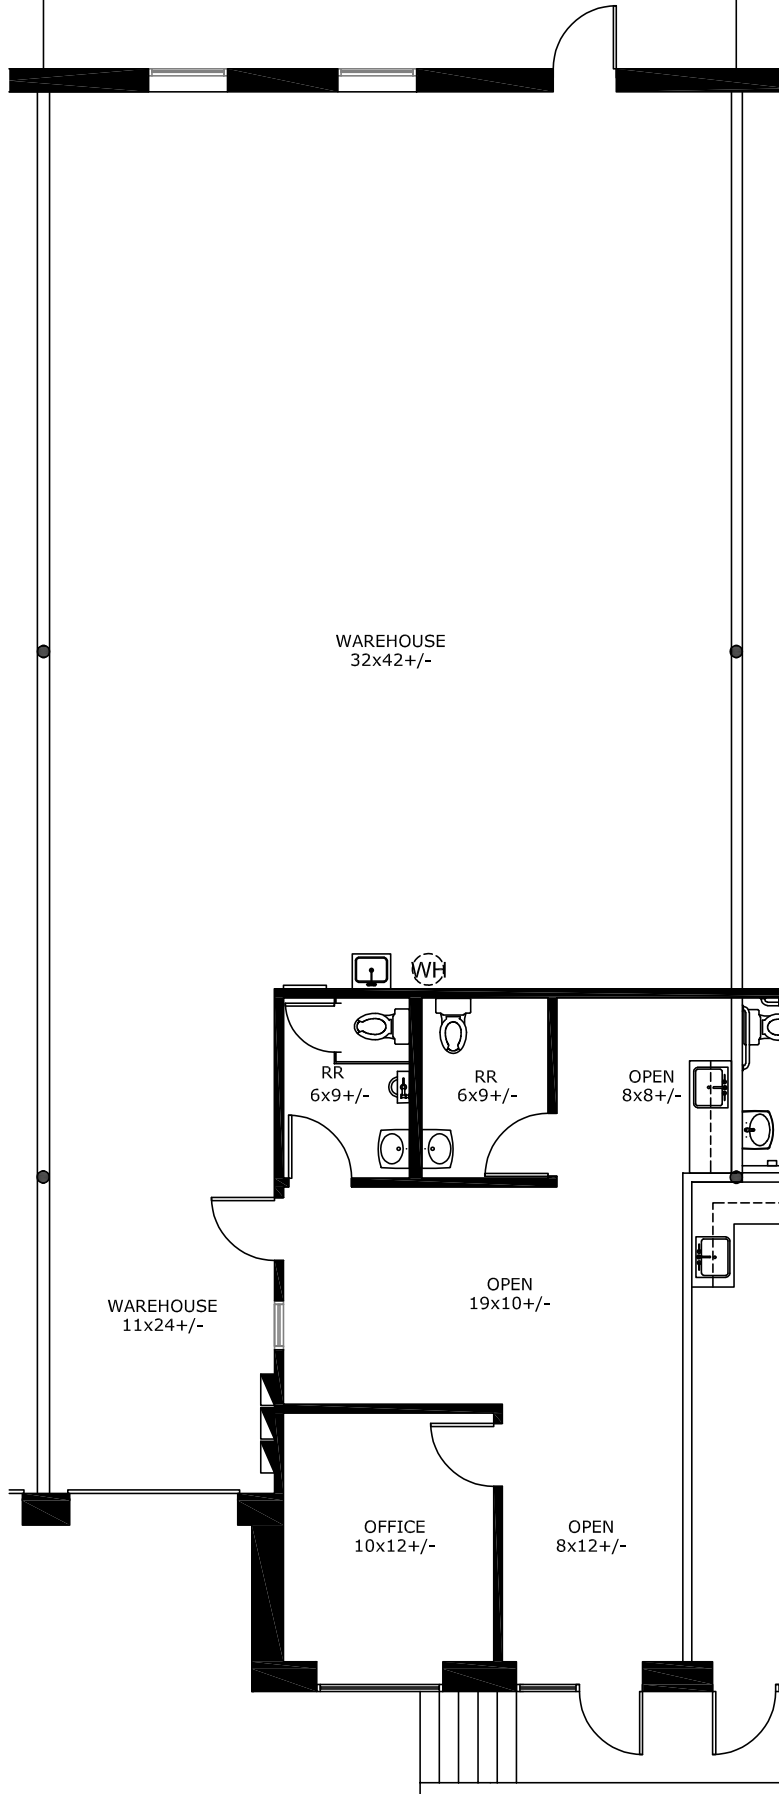 WAREHOUSE
32x42+/-
WH
RR
6x9+/-
RR
6x9+/-
OPEN
8x8+/-
OPEN
19x10+/-
WAREHOUSE
11x24+/-
OFFICE
10x12+/-
OPEN
8x12+/-